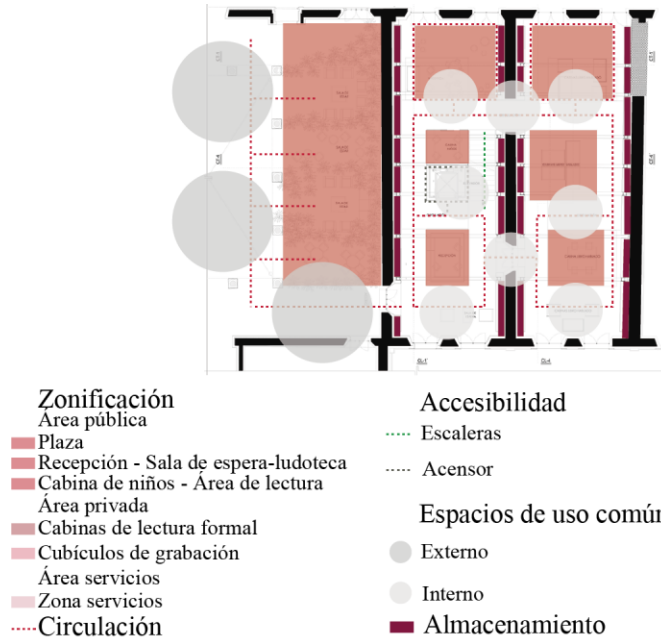 Zonificación
Área pública
Plaza
Recepción - Sala de espera-ludoteca
Cabina de niños - Área de lectura
Área privada
Cabinas de lectura formal
Cubículos de grabación
Área servicios
Zona servicios
Circulación
Accesibilidad
Escaleras
Acensor
Espacios de uso común
Externo
Interno
Almacenamiento